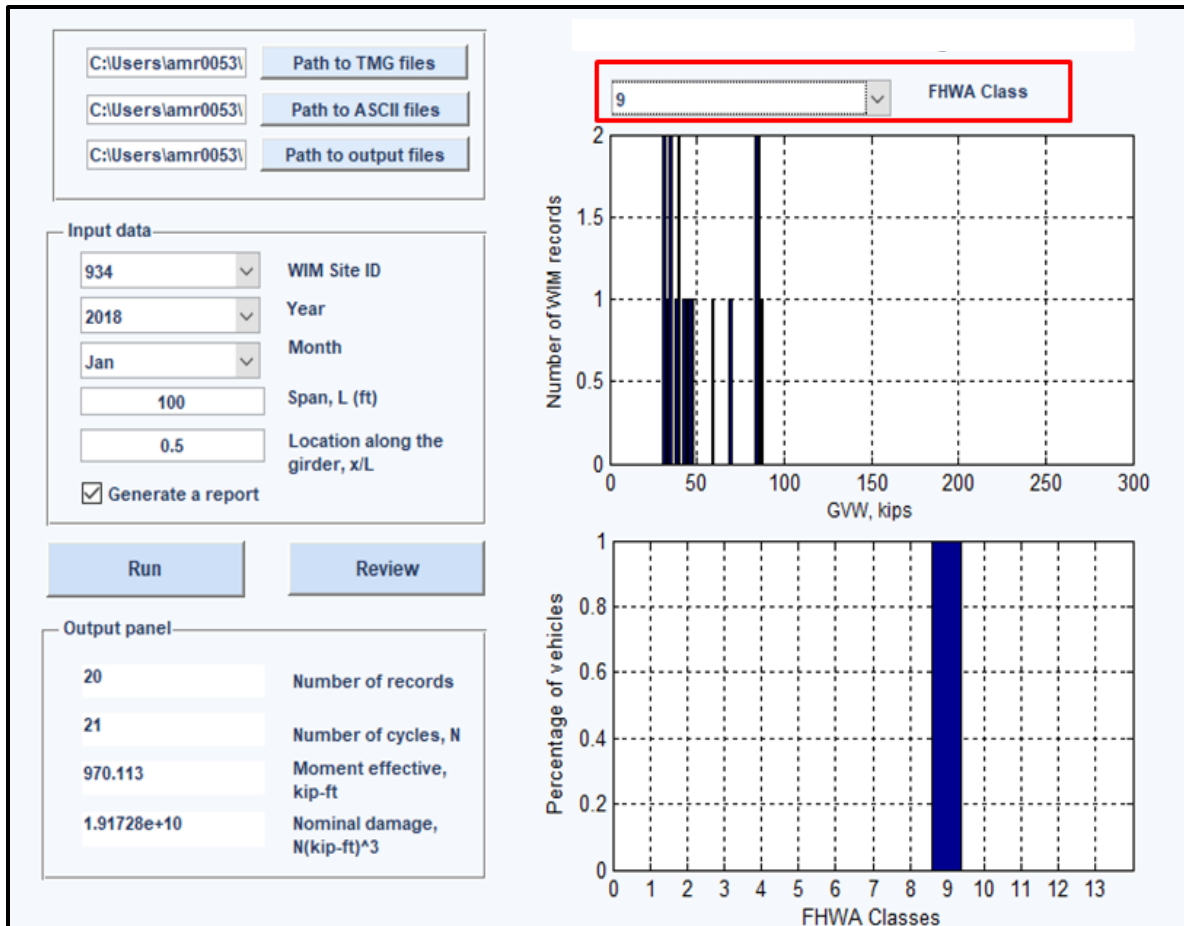 C:\Users\amr0053\ Path to TMG files
C:\Users\amr0053\ Path to ASCII files
C:\Users\amr0053\ Path to output files
Input data
934 WIM Site ID
2018 Year
Jan Month
100 Span, L (ft)
0.5 Location along the
girder, x/L
Generate a report
Run Review
Output panel
20 Number of records
21 Number of cycles, N
970.113 Moment effective,
kip-ft
1.91728e+10 Nominal damage,
N(kip-ft)^3
9 FHWA Class
Number of WIM records
2
1.5
1
0.5
0
0 50 100 150 200 250 300
GVW, kips
Percentage of vehicles
1
0.8
0.6
0.4
0.2
0
0 1 2 3 4 5 6 7 8 9 10 11 12 13
FHWA Classes